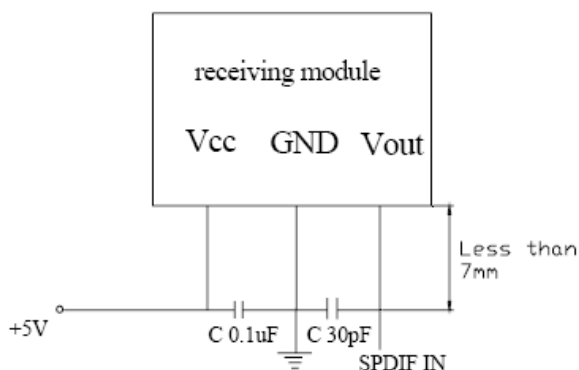 receiving module
Vcc GND Vout
Less than
7mm
+5V
C 0.1uF C 30pF
SPDIF IN